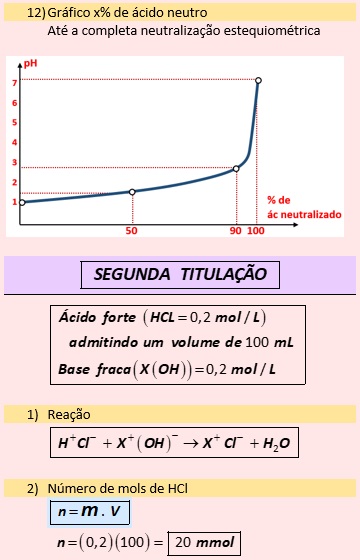 12) Gráfico x% de ácido neutro
Até a completa neutralização estequiométrica
pH
7
6
5
4
3
2
1
% de
ác neutralizado
50 90 100
SEGUNDA TITULAÇÃO
Ácido forte (HCL = 0,2 mol / L)
admitindo um volume de 100 mL
Base fraca (X (OH)) = 0,2 mol / L
1) Reação
H⁺Cl⁻ + X⁺(OH)⁻ → X⁺ Cl⁻ + H₂O
2) Número de mols de HCl
n = m . V
n = (0,2)(100) = 20 mmol